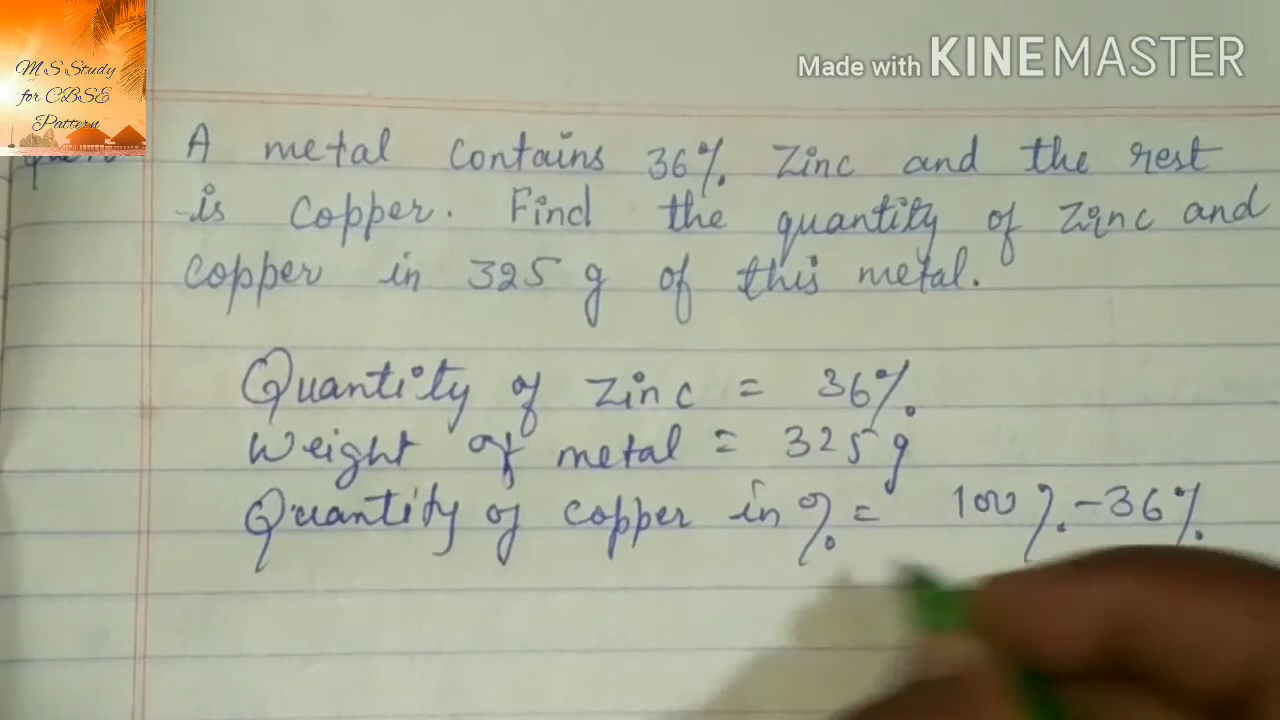 Made with KINEMASTER
M.S Study
for CBSE
Pattern
A metal contains 36% Zinc and the rest
is copper. Find the quantity of Zinc and
copper in 325 g of this metal.
Quantity of Zinc = 36%
Weight of metal = 325 g
Quantity of copper in % = 100% - 36%